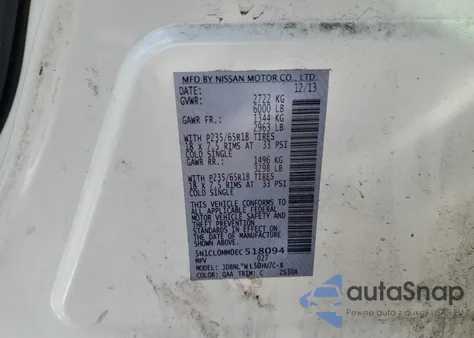 MFD BY NISSAN MOTOR CO., LTD.
DATE: 12/13
GVWR: 2722 KG
6000 LB
GAWR FR.: 1344 KG
2963 LB
WITH P235/65R18 TIRES
18 x 7.5 RIMS AT 33 PSI
COLD SINGLE
GAWR RR.: 1496 KG
3298 LB
WITH P235/65R18 TIRES
18 x 7.5 RIMS AT 33 PSI
COLD SINGLE
THIS VEHICLE CONFORMS TO
ALL APPLICABLE FEDERAL
MOTOR VEHICLE SAFETY
STANDARDS IN EFFECT ON
THE DATE OF MANUFACTURE
SHOWN ABOVE.
5N1CL0MM0EC518094
MPV 027
MODEL:
COLOR: QAA TRIM: C
autoSnap